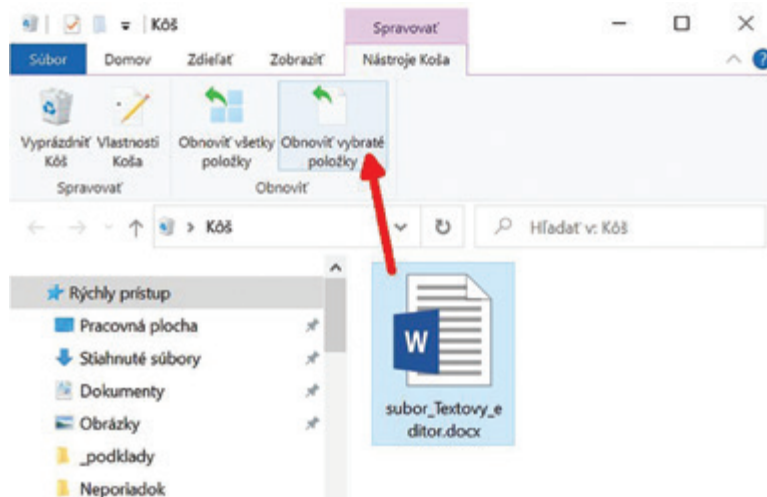 Kôš
Spravovať
Súbor
Domov
Zdieľať
Zobraziť
Nástroje Koša
?
Vyprázdniť Kôš
Vlastnosti Koša
Obnoviť všetky položky
Obnoviť vybraté položky
Spravovať
Obnoviť
Kôš
Hľadať v: Kôš
Rýchly prístup
Pracovná plocha
Stiahnuté súbory
Dokumenty
Obrázky
_podklady
Neporiadok
W
subor_Textovy_e
ditor.docx